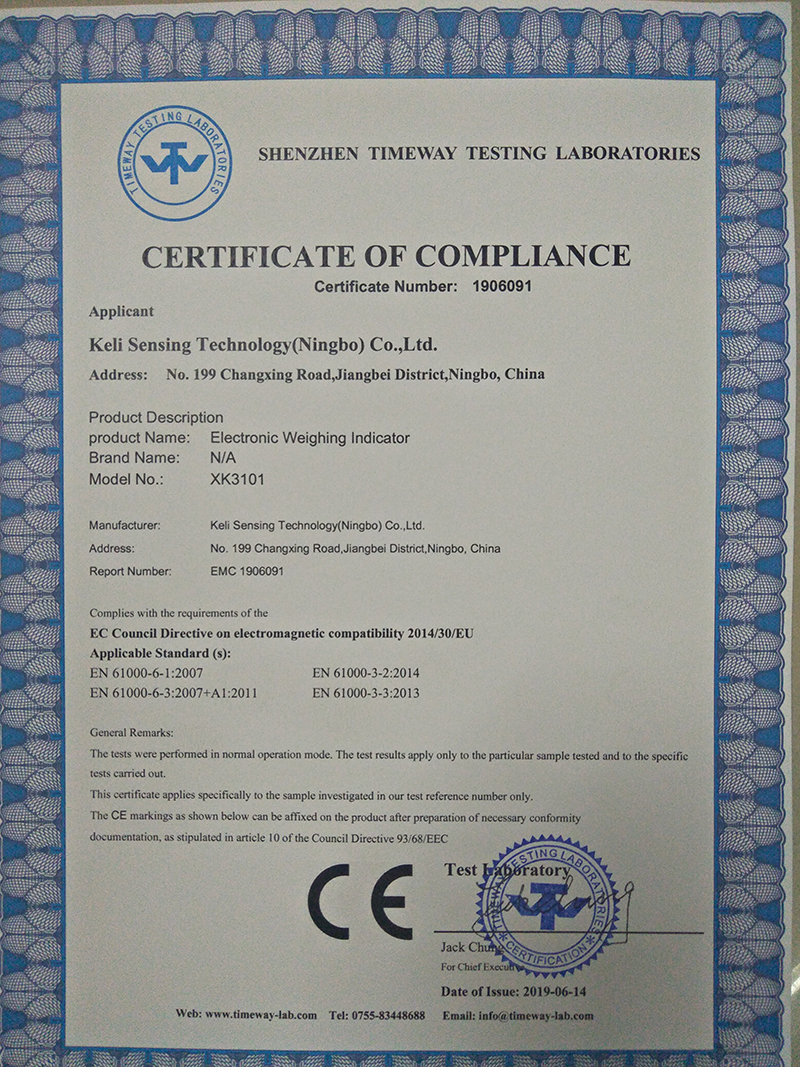 TIMEWAY TESTING LABORATORIES
SHENZHEN TIMEWAY TESTING LABORATORIES
CERTIFICATE OF COMPLIANCE
Certificate Number: 1906091
Applicant
Keli Sensing Technology(Ningbo) Co.,Ltd.
Address: No. 199 Changxing Road,Jiangbei District,Ningbo, China
Product Description
product Name: Electronic Weighing Indicator
Brand Name: N/A
Model No.: XK3101
Manufacturer: Keli Sensing Technology(Ningbo) Co.,Ltd.
Address: No. 199 Changxing Road,Jiangbei District,Ningbo, China
Report Number: EMC 1906091
Complies with the requirements of the
EC Council Directive on electromagnetic compatibility 2014/30/EU
Applicable Standard (s):
EN 61000-6-1:2007 EN 61000-3-2:2014
EN 61000-6-3:2007+A1:2011 EN 61000-3-3:2013
General Remarks:
The tests were performed in normal operation mode. The test results apply only to the particular sample tested and to the specific
tests carried out.
This certificate applies specifically to the sample investigated in our test reference number only.
The CE markings as shown below can be affixed on the product after preparation of necessary conformity
documentation, as stipulated in article 10 of the Council Directive 93/68/EEC
CE
Test Laboratory
TIMEWAY TESTING LABORATORIES
CERTIFICATION
Jack Chung
For Chief Executive
Date of Issue: 2019-06-14
Web: www.timeway-lab.com Tel: 0755-83448688 Email: info@timeway-lab.com